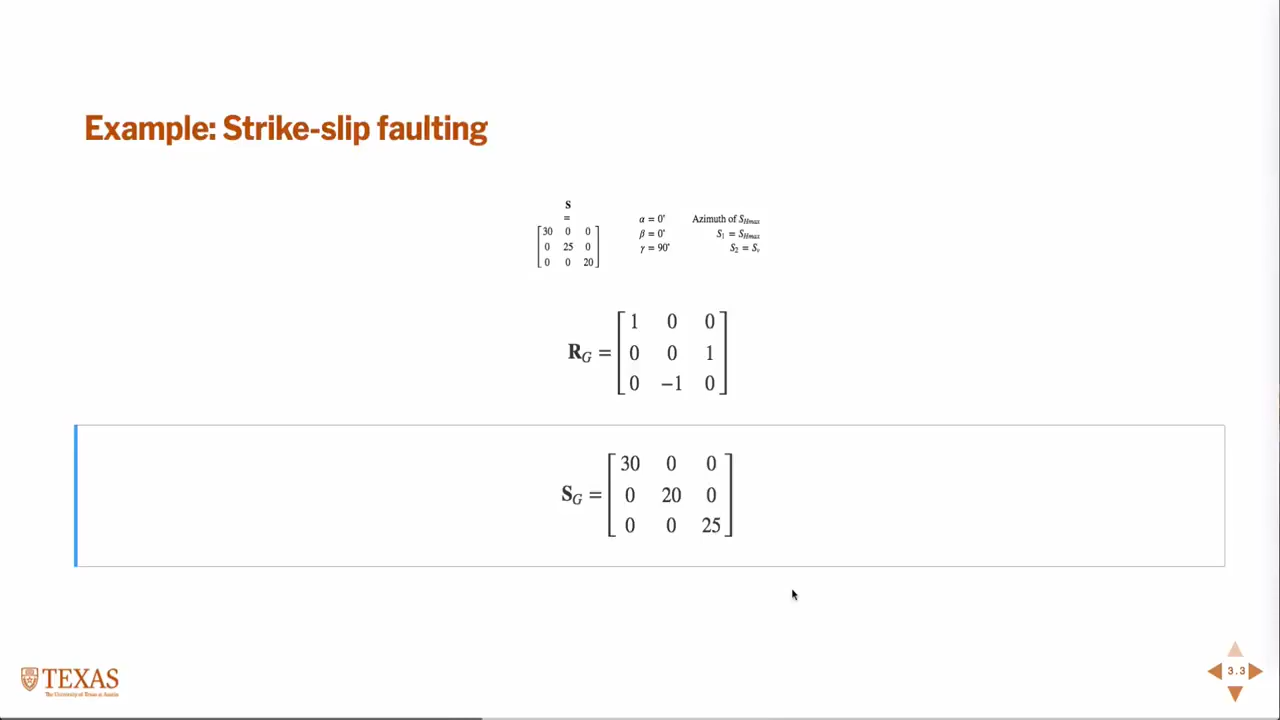 Example: Strike-slip faulting
S
=
[30 0 0
0 25 0
0 0 20]
α = 0°
β = 0°
γ = 90°
Azimuth of S_Hmax
S₁ = S_Hmax
S₂ = S_v
1 0 0
R_G = 0 0 1
0 −1 0
30 0 0
S_G = 0 20 0
0 0 25
TEXAS
The University of Texas at Austin
3.3